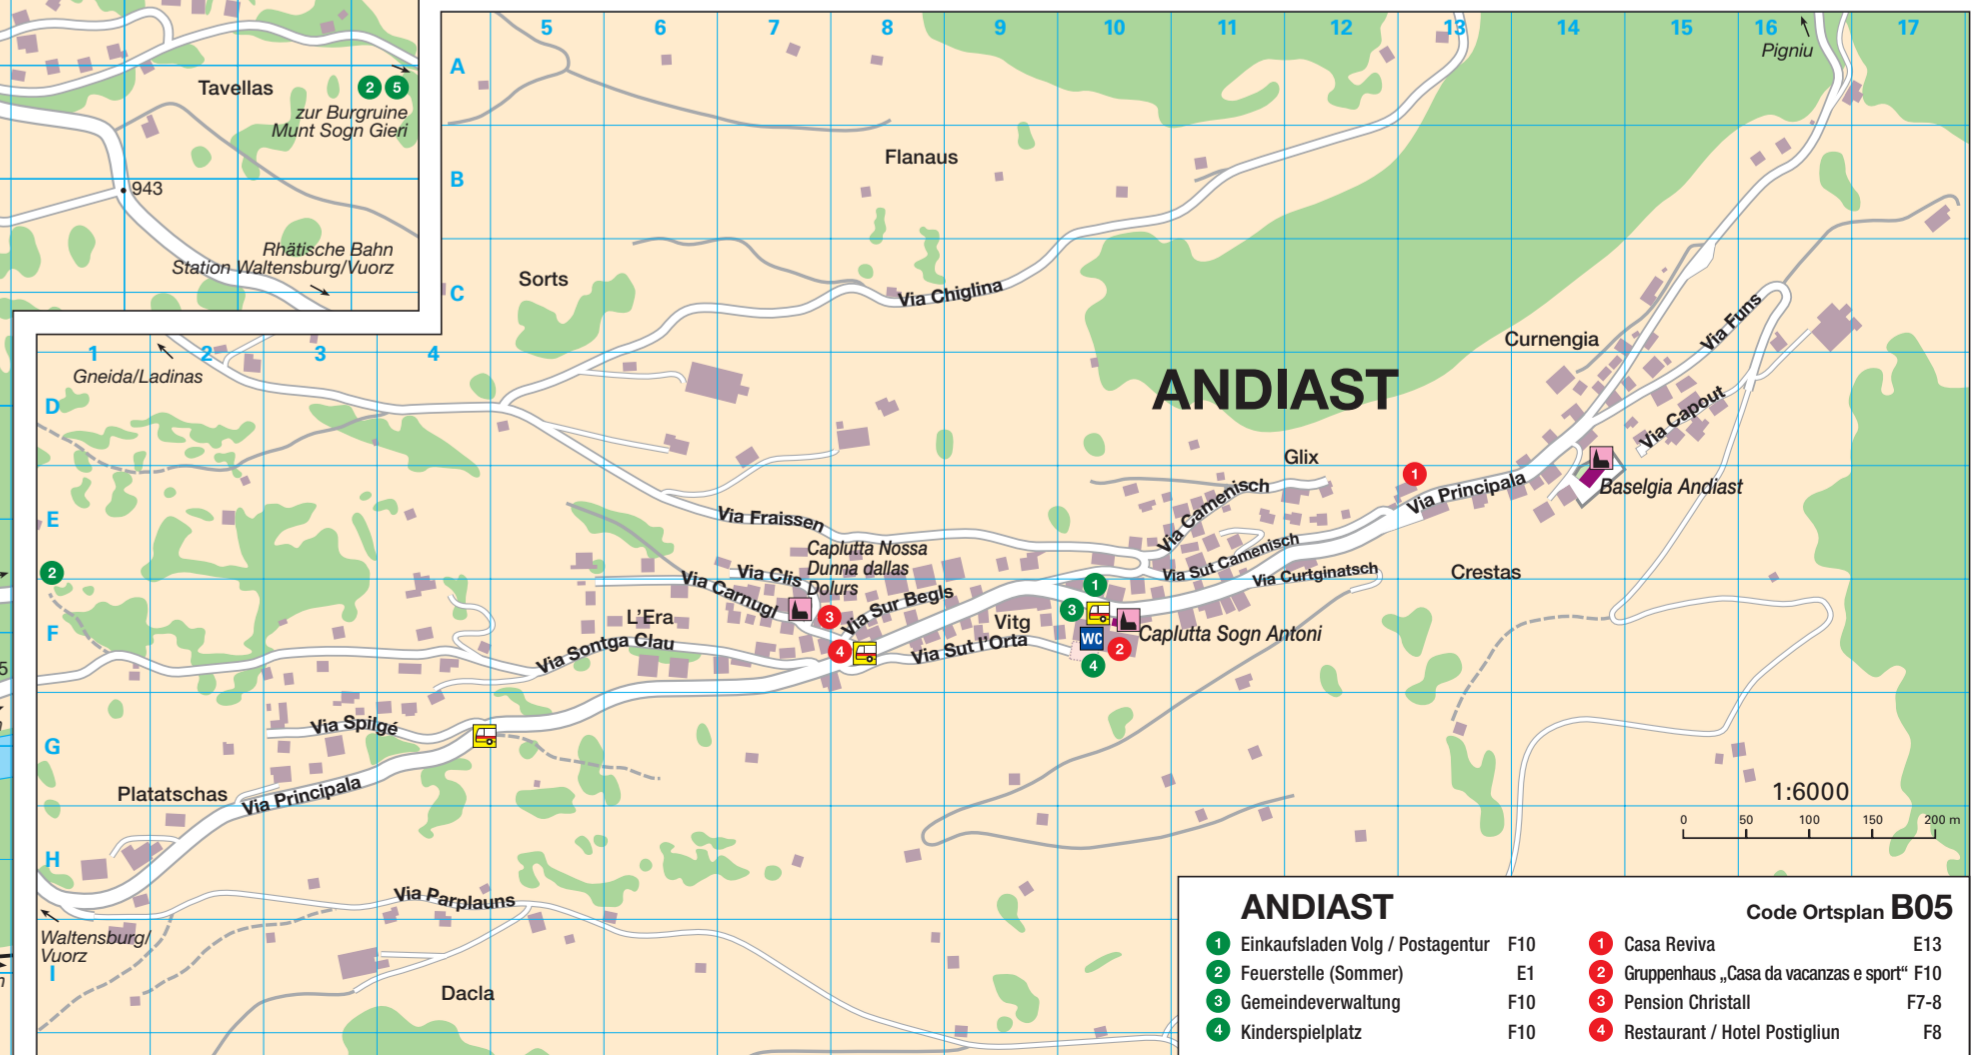 Tavellas
2 5
zur Burgruine
Munt Sogn Gieri
943
Rhätische Bahn
Station Waltensburg/Vuorz
5 6 7 8 9 10 11 12 13 14 15 16 17
Pigniu
A
Flanaus
B
Sorts
C
Via Chiglina
Curnengia
Via Funs
1 2 3 4
Gneida/Ladinas
D
ANDIAST
Via Capout
Glix
1
Via Principala
Baselgia Andiast
E
Via Fraissen
Via Camenisch
Via Sut Camenisch
Via Curtginatsch
Crestas
2
Caplutta Nossa
Dunna dallas
Dolurs
Via Clis
Via Carnugl
Via Sur Begls
1
3
3
F
L'Era
Vitg
WC
Caplutta Sogn Antoni
Via Sontga Clau
4
Via Sut l'Orta
2
4
5
G
Via Spilgé
Platatschas
Via Principala
1:6000
0 50 100 150 200 m
H
Via Parplauns
Waltensburg/
Vuorz
I
Dacla
ANDIAST
Code Ortsplan B05
1 Einkaufsladen Volg / Postagentur F10
2 Feuerstelle (Sommer) E1
3 Gemeindeverwaltung F10
4 Kinderspielplatz F10
1 Casa Reviva E13
2 Gruppenhaus „Casa da vacanzas e sport“ F10
3 Pension Christall F7-8
4 Restaurant / Hotel Postigliun F8